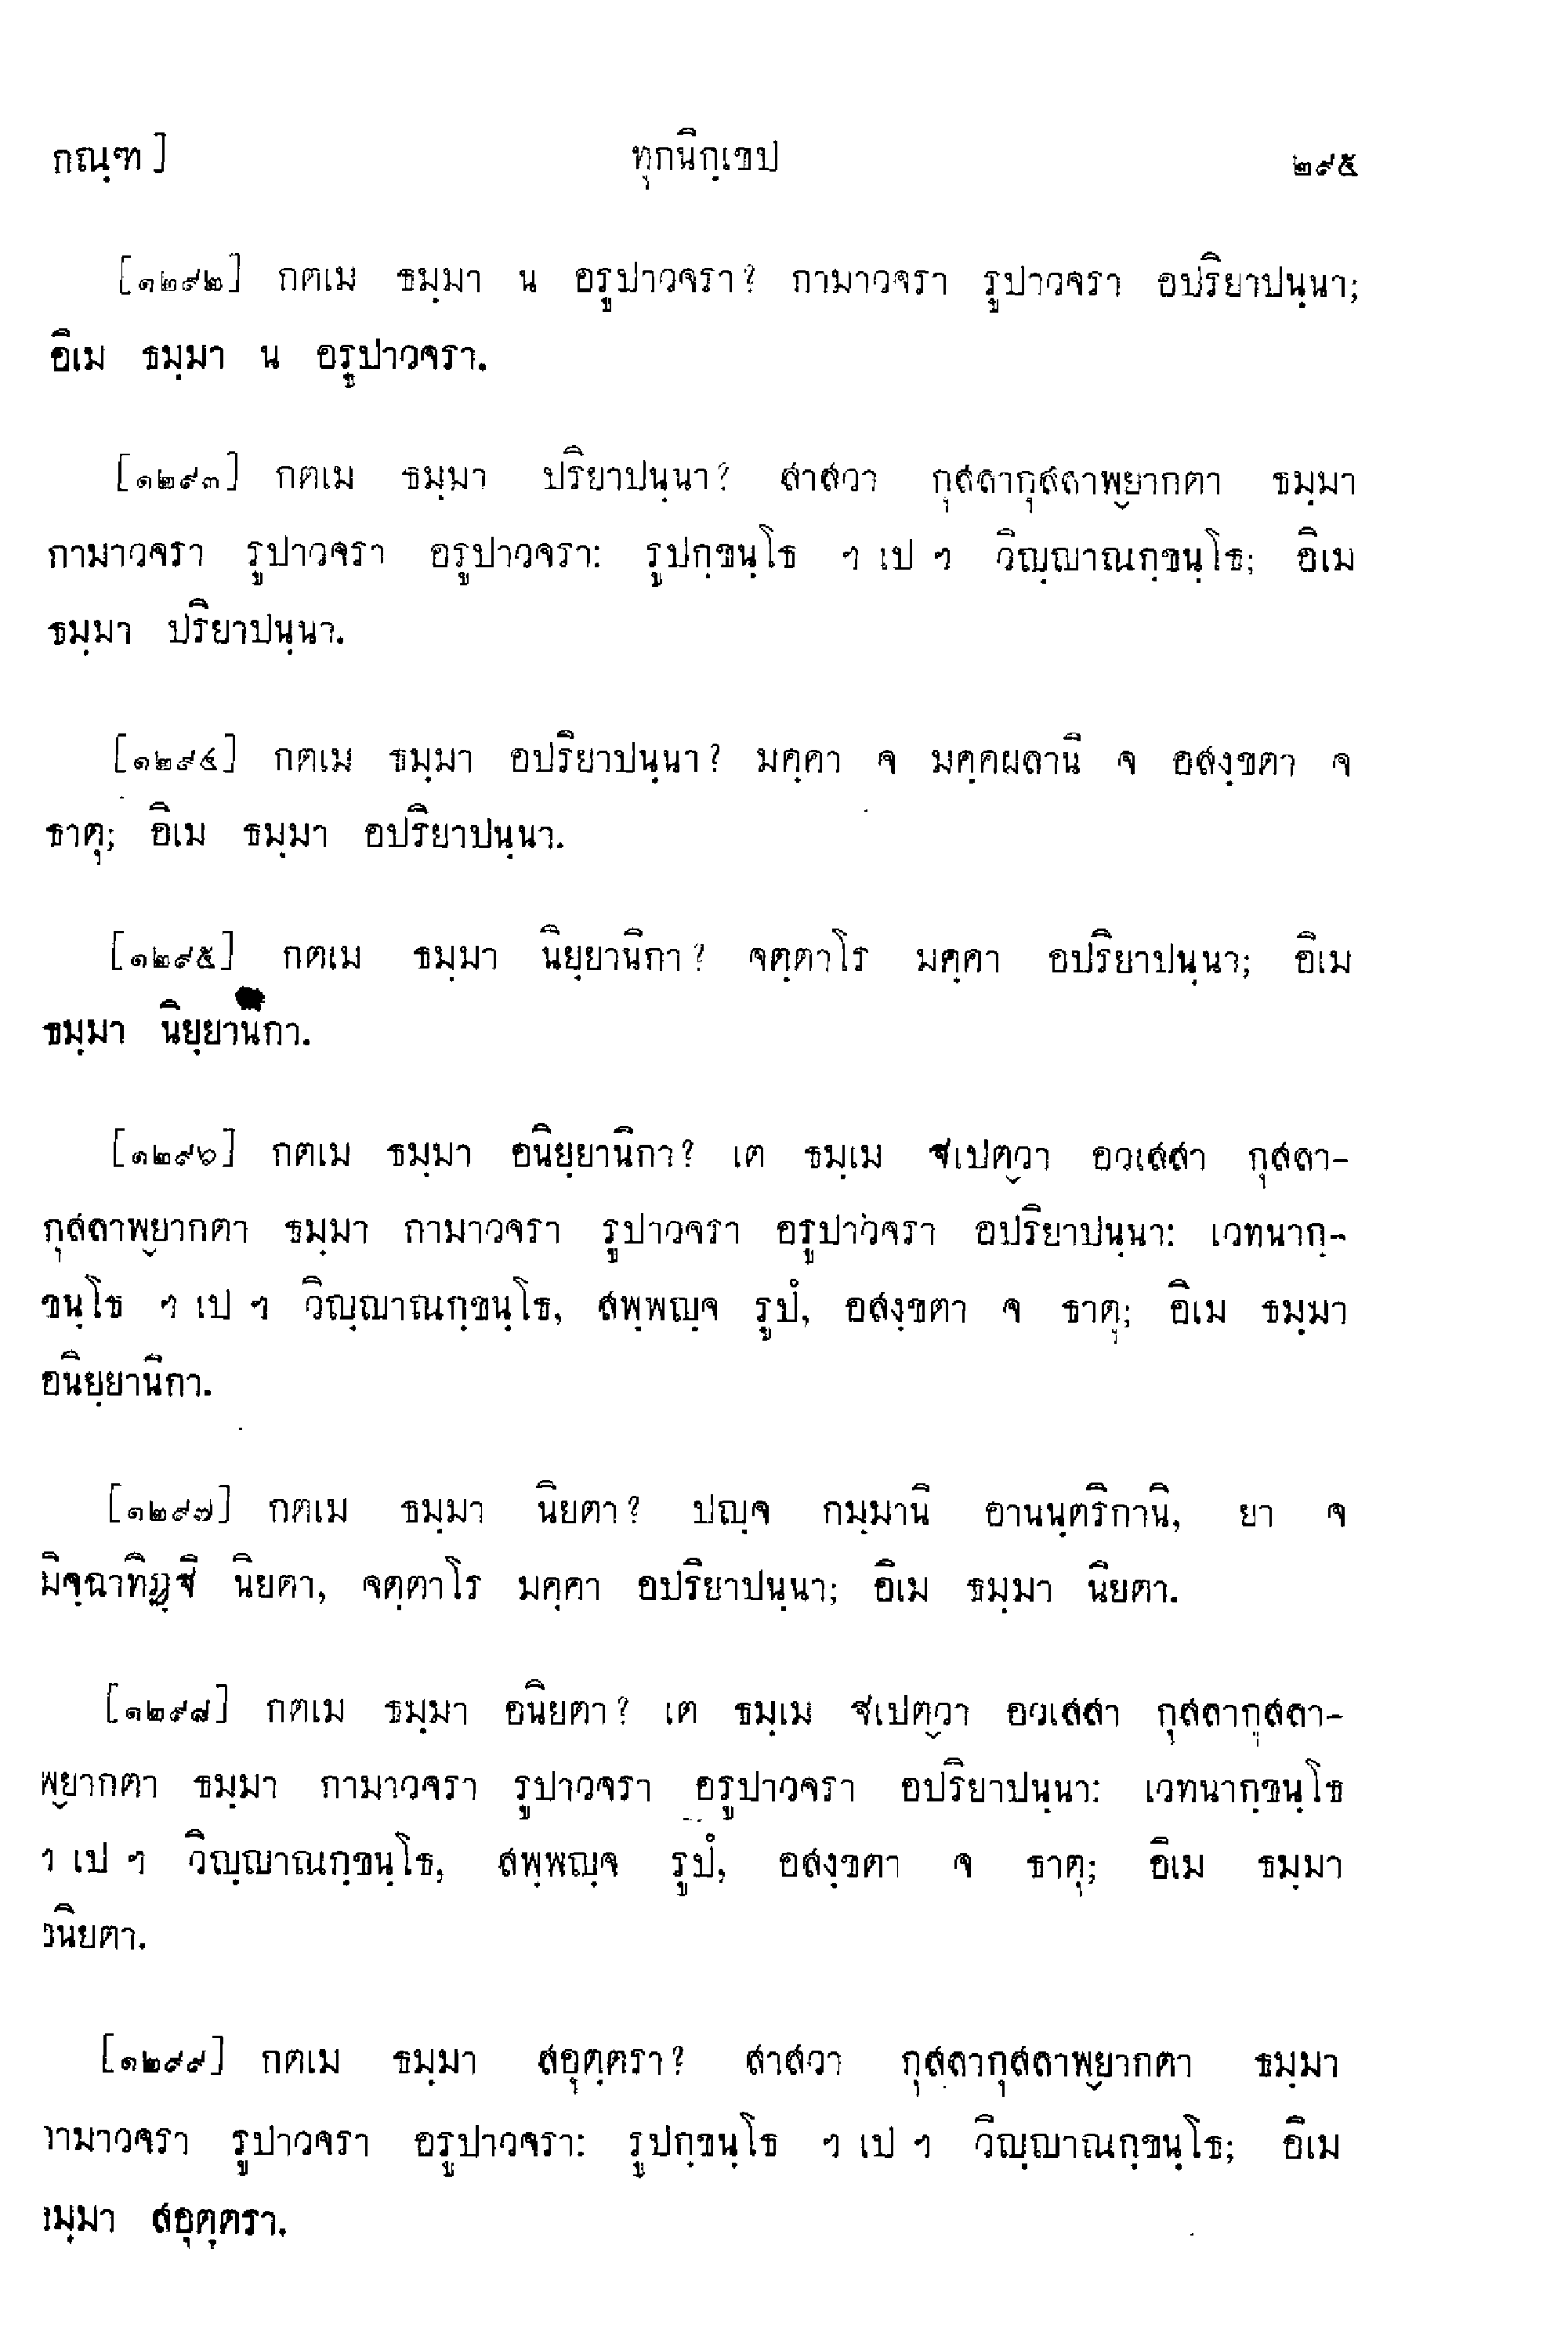 กณฺฑ] ทุกนิกฺเขป ๒๙๕
[๑๒๙๒] กตเม ธมฺมา น อรูปาวจรา? กามาวจรา รูปาวจรา อปริยาปนฺนา;
อิเม ธมฺมา น อรูปาวจรา.
[๑๒๙๓] กตเม ธมฺมา ปริยาปนฺนา? สาสวา กุสลากุสลาพฺยากตา ธมฺมา
กามาวจรา รูปาวจรา อรูปาวจรา: รูปกฺขนฺโธ ฯ เป ฯ วิญฺญาณกฺขนฺโธ; อิเม
ธมฺมา ปริยาปนฺนา.
[๑๒๙๔] กตเม ธมฺมา อปริยาปนฺนา? มคฺคา จ มคฺคผลานิ จ อสงฺขตา จ
ธาตุ; อิเม ธมฺมา อปริยาปนฺนา.
[๑๒๙๕] กตเม ธมฺมา นิยฺยานิกา? จตฺตาโร มคฺคา อปริยาปนฺนา; อิเม
ธมฺมา นิยฺยานิกา.
[๑๒๙๖] กตเม ธมฺมา อนิยฺยานิกา? เต ธมฺเม ฐเปตฺวา อวเสสา กุสลา-
กุสลาพฺยากตา ธมฺมา กามาวจรา รูปาวจรา อรูปาวจรา อปริยาปนฺนา: เวทนากฺ-
ขนฺโธ ฯ เป ฯ วิญฺญาณกฺขนฺโธ, สพฺพญฺจ รูปํ, อสงฺขตา จ ธาตุ; อิเม ธมฺมา
อนิยฺยานิกา.
[๑๒๙๗] กตเม ธมฺมา นิยตา? ปญฺจ กมฺมานิ อานนฺตริกานิ, ยา จ
มิจฺฉาทิฏฺฐิ นิยตา, จตฺตาโร มคฺคา อปริยาปนฺนา; อิเม ธมฺมา นิยตา.
[๑๒๙๘] กตเม ธมฺมา อนิยตา? เต ธมฺเม ฐเปตฺวา อวเสสา กุสลากุสลา-
พฺยากตา ธมฺมา กามาวจรา รูปาวจรา อรูปาวจรา อปริยาปนฺนา: เวทนากฺขนฺโธ
ฯ เป ฯ วิญฺญาณกฺขนฺโธ, สพฺพญฺจ รูปํ, อสงฺขตา จ ธาตุ; อิเม ธมฺมา
อนิยตา.
[๑๒๙๙] กตเม ธมฺมา สอุตฺตรา? สาสวา กุสลากุสลาพฺยากตา ธมฺมา
กามาวจรา รูปาวจรา อรูปาวจรา: รูปกฺขนฺโธ ฯ เป ฯ วิญฺญาณกฺขนฺโธ; อิเม
ธมฺมา สอุตฺตรา.